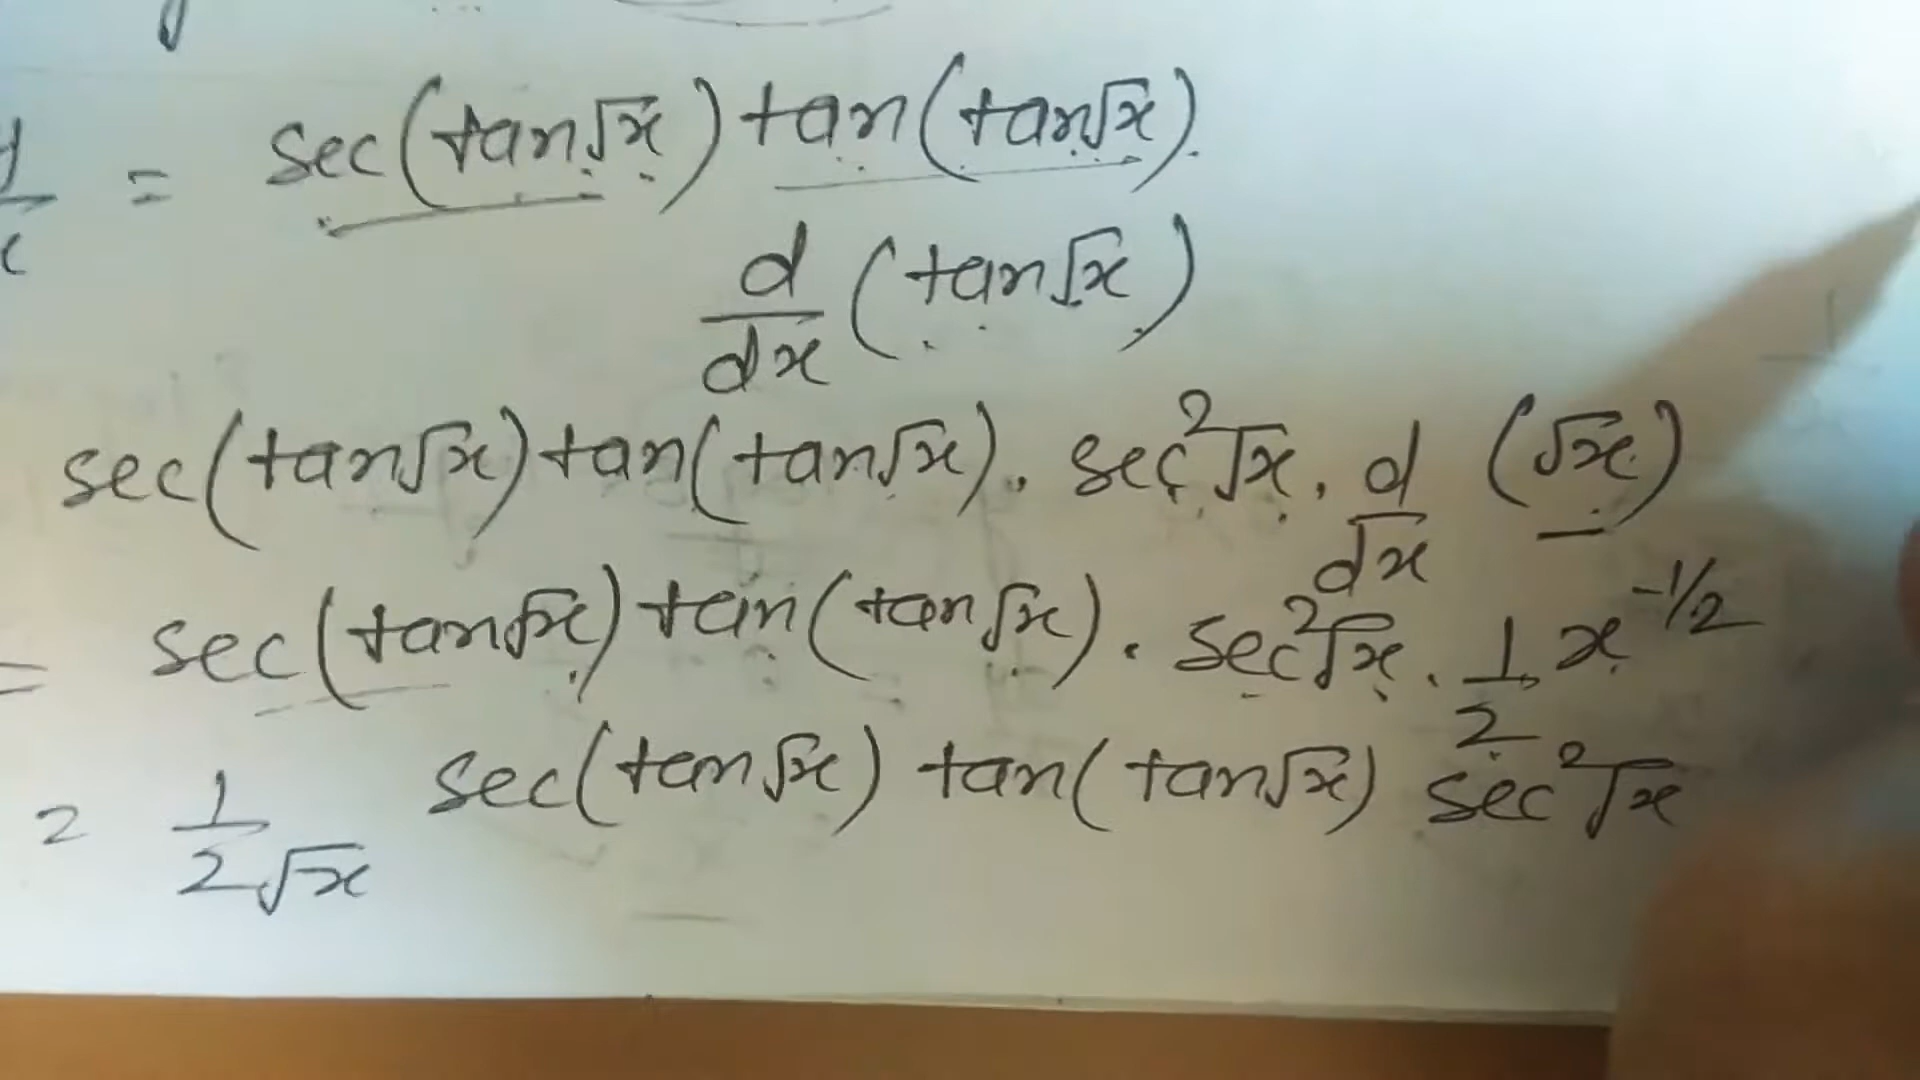 = sec(tan√x) tan(tan√x).
d/dx (tan√x)
sec(tan√x) tan(tan√x). sec²√x. d/dx (√x)
= sec(tan√x) tan(tan√x). sec²√x. 1/2 x^-1/2
= 1/2√x sec(tan√x) tan(tan√x) sec²√x